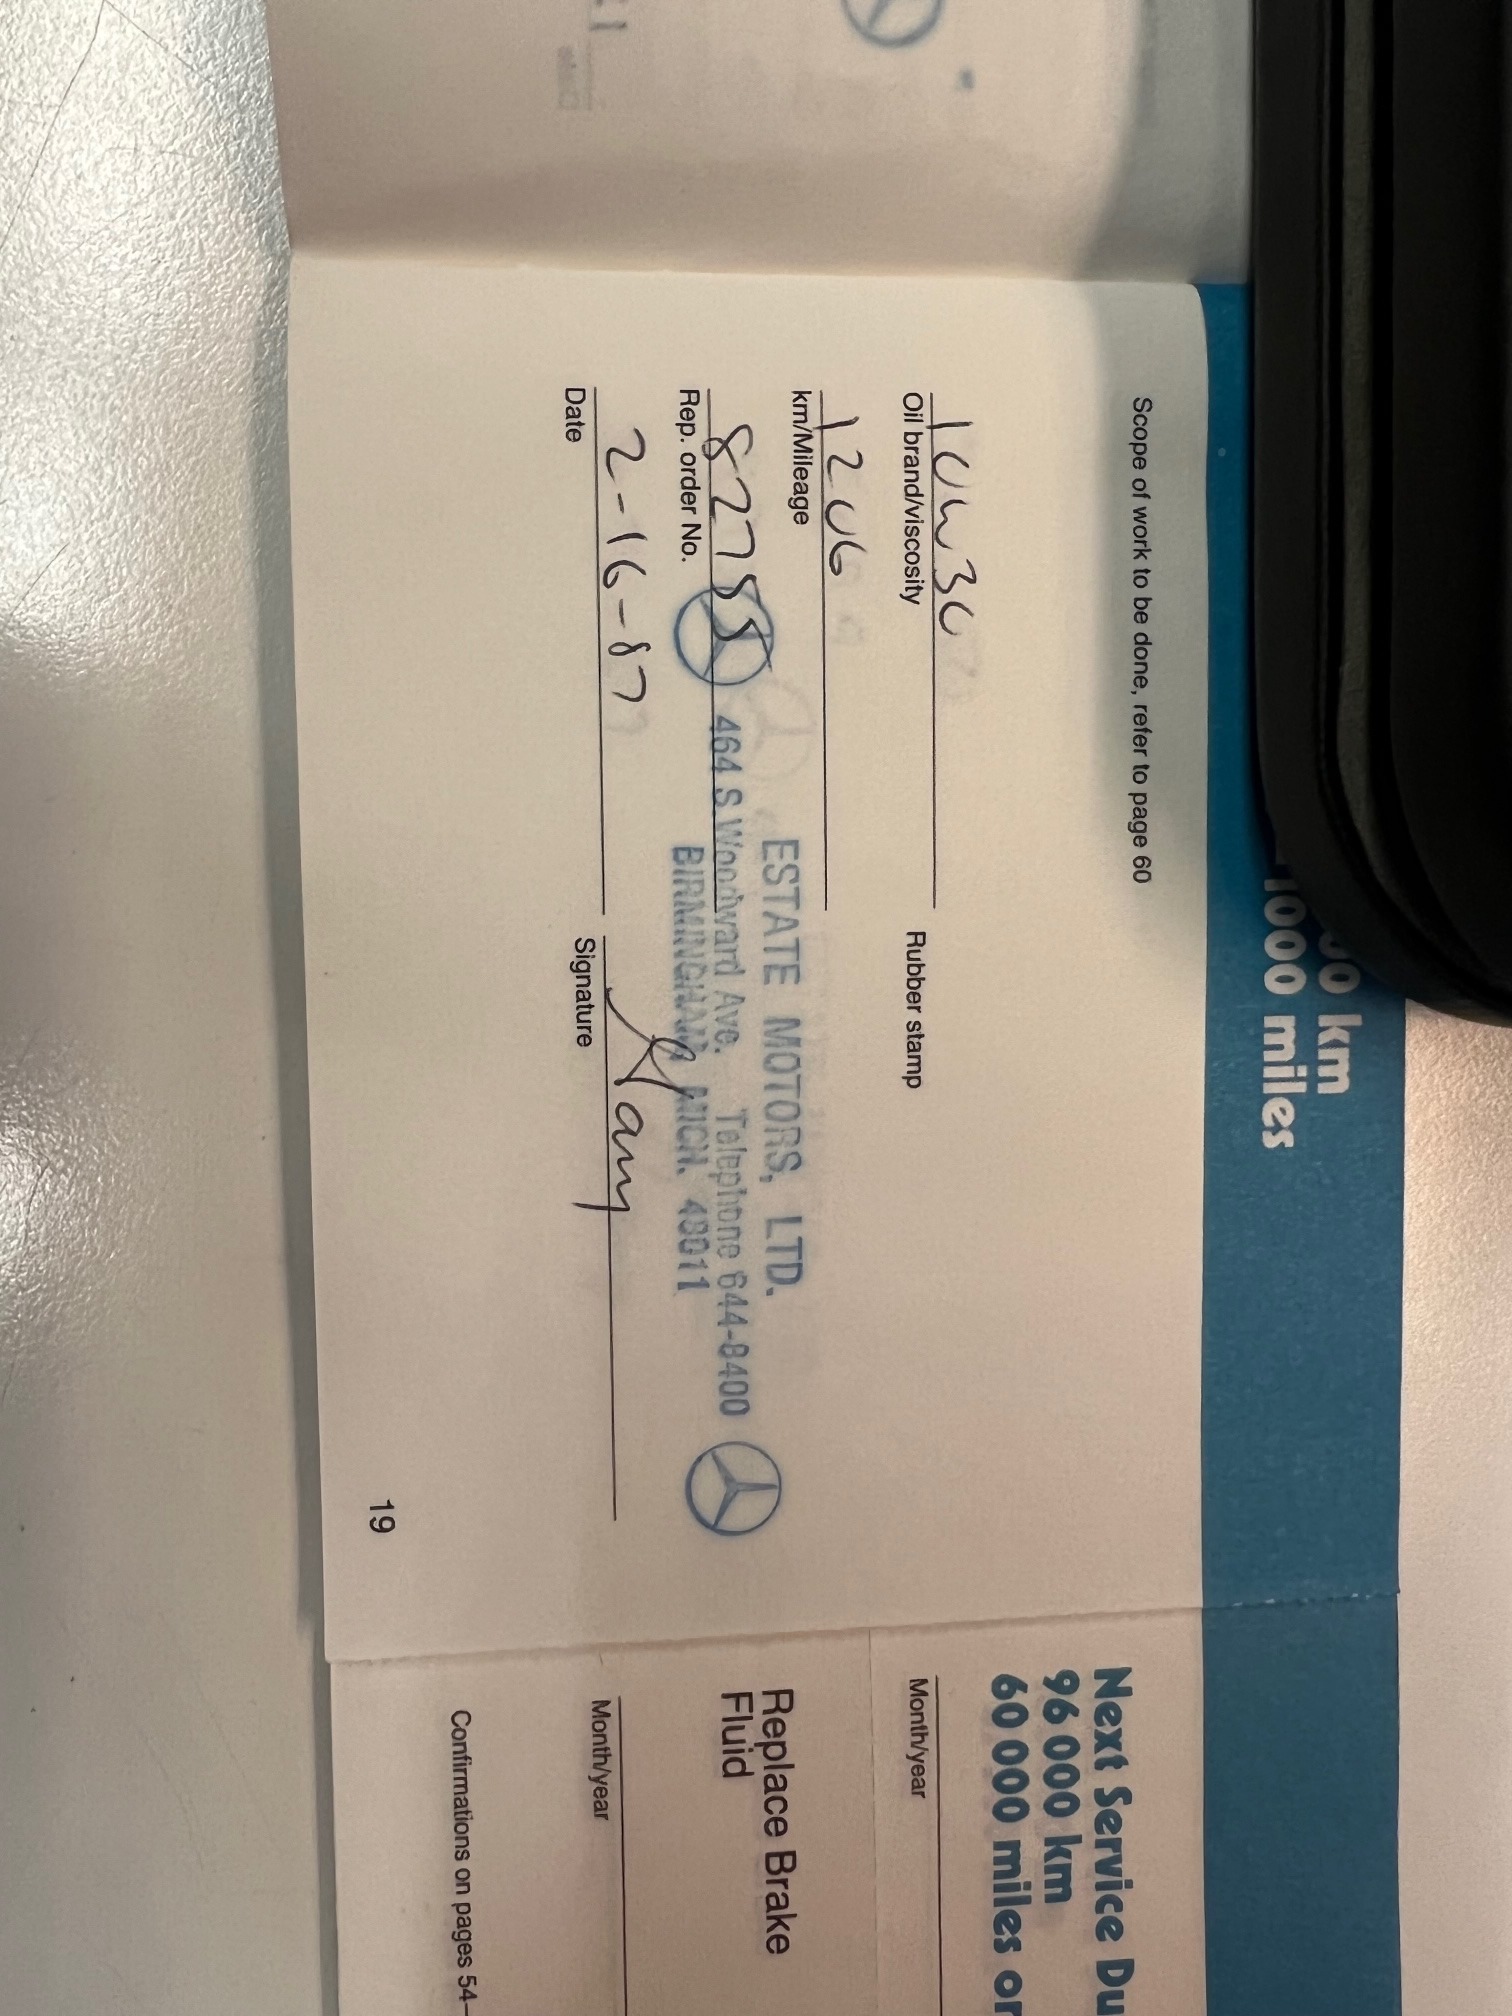 km
1000 miles
Scope of work to be done, refer to page 60
10W30
Oil brand/viscosity
Rubber stamp
1206
km/Mileage
ESTATE MOTORS, LTD.
82788
464 S Woodward Ave. Telephone 644-8400
Rep. order No.
BIRMINGHAM, MICH. 48011
2-16-87
Date
Signature
19
Next Service Du
96 000 km
60 000 miles or
Month/year
Replace Brake
Fluid
Month/year
Confirmations on pages 54–